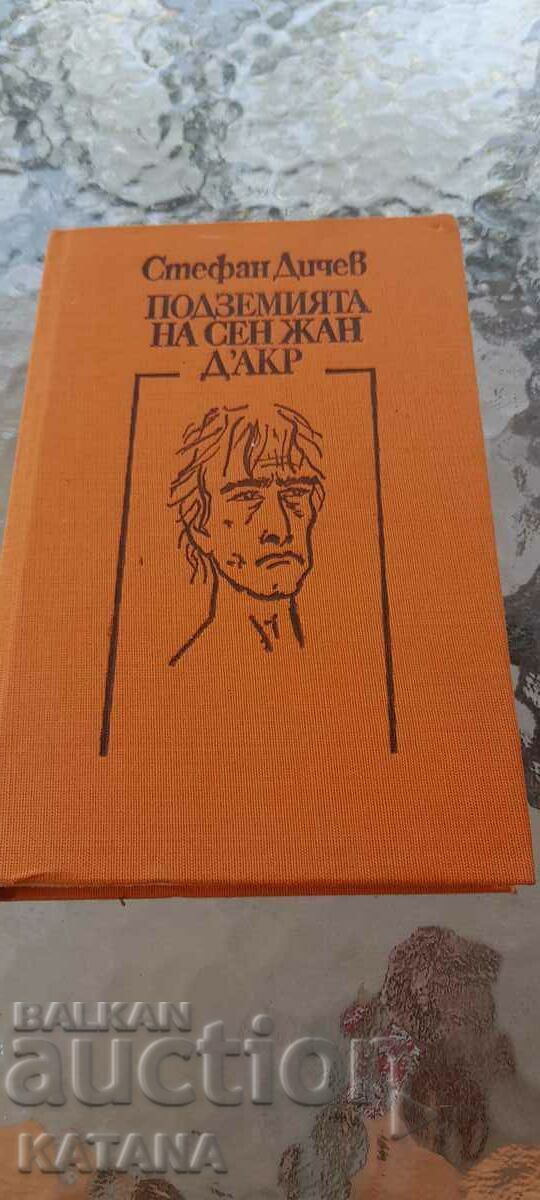 Стефан Дичев
ПОДЗЕМИЯТА
НА СЕН ЖАН
Д'АКР
BALKAN
auction
KATANA